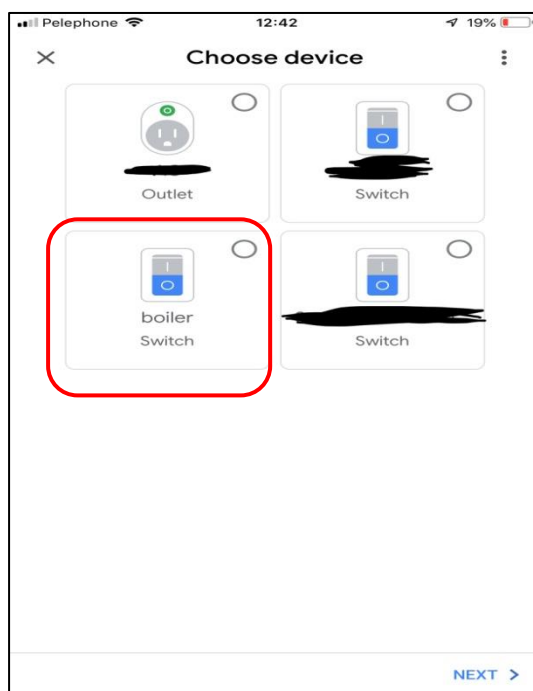 Pelephone 12:42 19%
Choose device
Outlet Switch
boiler
Switch Switch
NEXT